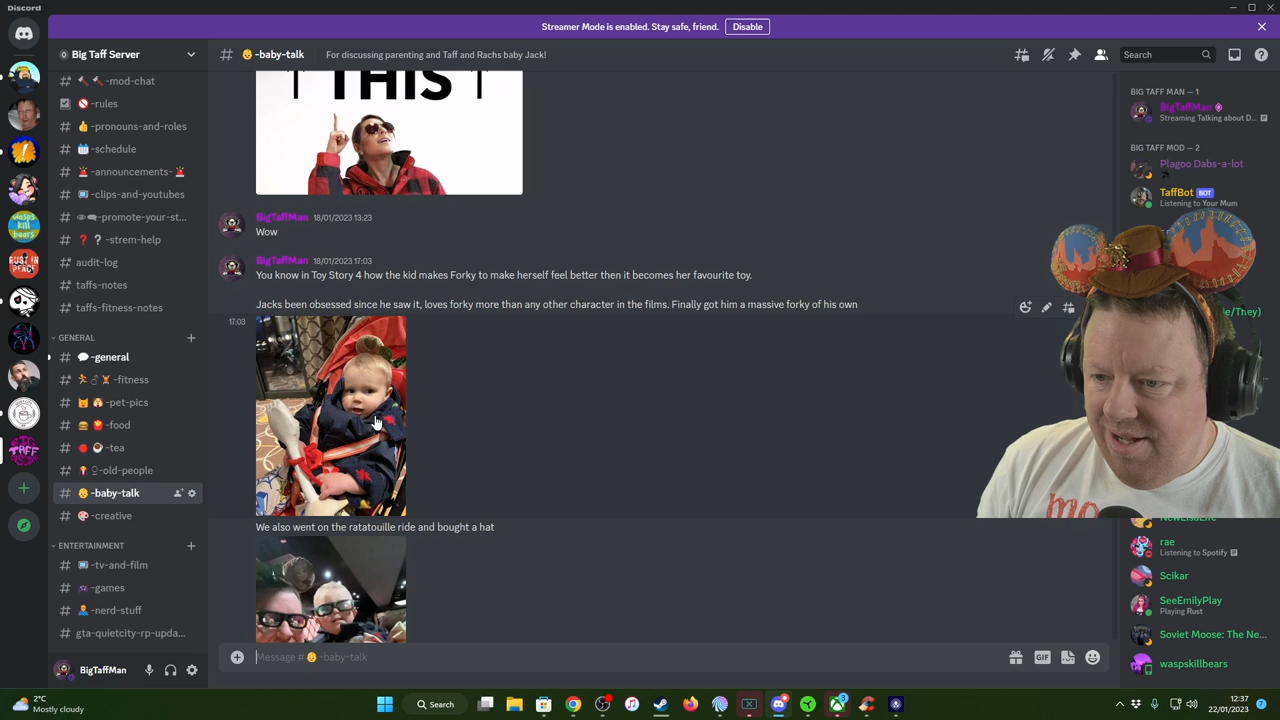 Discord
Streamer Mode is enabled. Stay safe, friend.
Disable
Big Taff Server
-baby-talk
For discussing parenting and Taff and Rachs baby Jack!
Search
-mod-chat
-rules
-pronouns-and-roles
-schedule
-announcements-
-clips-and-youtubes
-promote-your-st...
-strem-help
audit-log
taffs-notes
taffs-fitness-notes
GENERAL
-general
-fitness
-pet-pics
-food
-tea
-old-people
-baby-talk
-creative
ENTERTAINMENT
-tv-and-film
-games
-nerd-stuff
gta-quietcity-rp-upda...
BigTaffMan
↑ THIS ↑
BigTaffMan 18/01/2023 13:23
Wow
BigTaffMan 18/01/2023 17:03
You know in Toy Story 4 how the kid makes Forky to make herself feel better then it becomes her favourite toy.
Jacks been obsessed since he saw it, loves forky more than any other character in the films. Finally got him a massive forky of his own
17:03
We also went on the ratatouille ride and bought a hat
Message # -baby-talk
GIF
BIG TAFF MAN — 1
BigTaffMan
Streaming Talking about D...
BIG TAFF MOD — 2
Plagoo Dabs-a-lot
TaffBot BOT
Listening to Your Mum
e/They)
NewLisaLife
rae
Listening to Spotify
Scikar
SeeEmilyPlay
Playing Rust
Soviet Moose: The Ne...
waspskillbears
2°C
Mostly cloudy
Search
3
12:37
22/01/2023